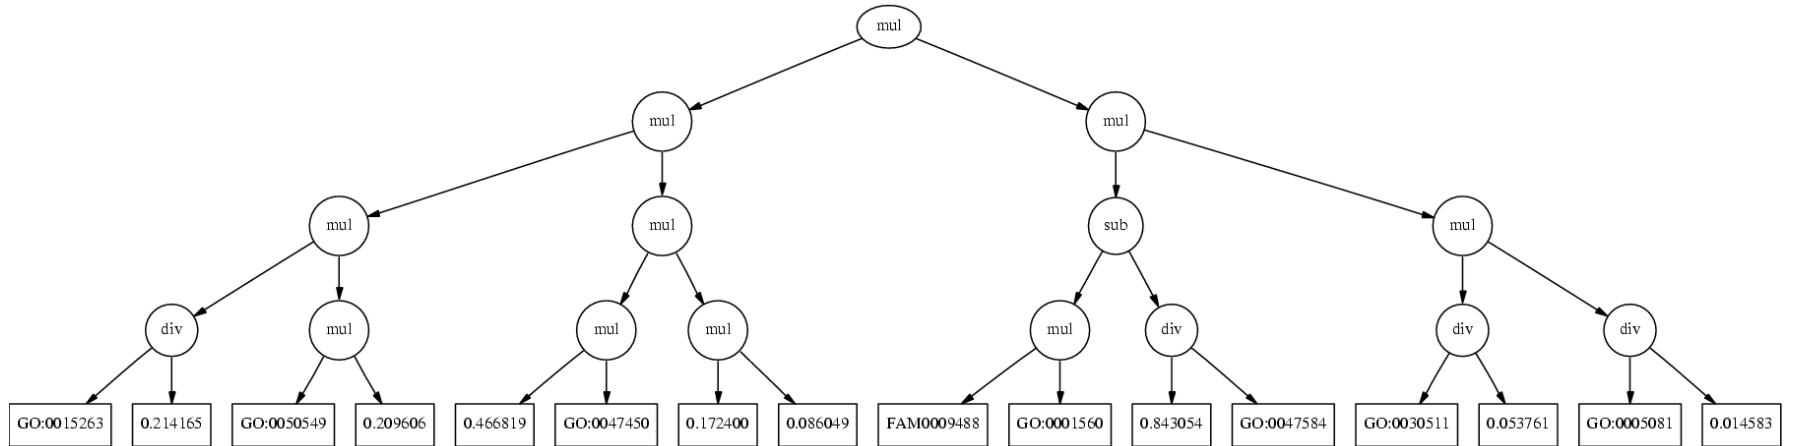 mul
mul mul
mul mul sub mul
div mul mul mul mul div div div
GO:0015263 0.214165 GO:0050549 0.209606 0.466819 GO:0047450 0.172400 0.086049 FAM0009488 GO:0001560 0.843054 GO:0047584 GO:0030511 0.053761 GO:0005081 0.014583